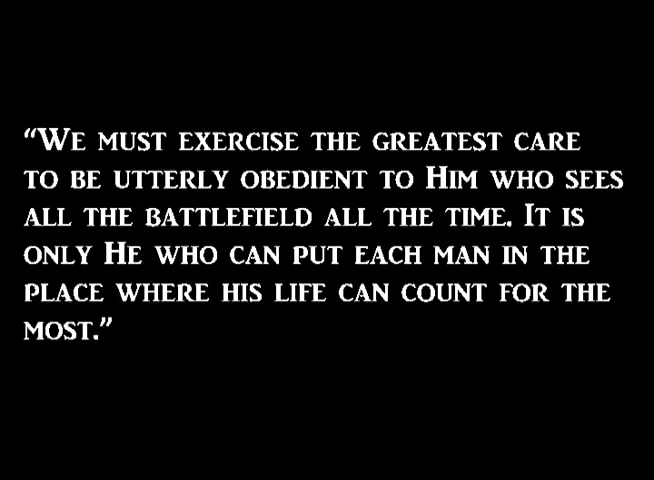 “We must exercise the greatest care
to be utterly obedient to Him who sees
all the battlefield all the time. It is
only He who can put each man in the
place where his life can count for the
most.”